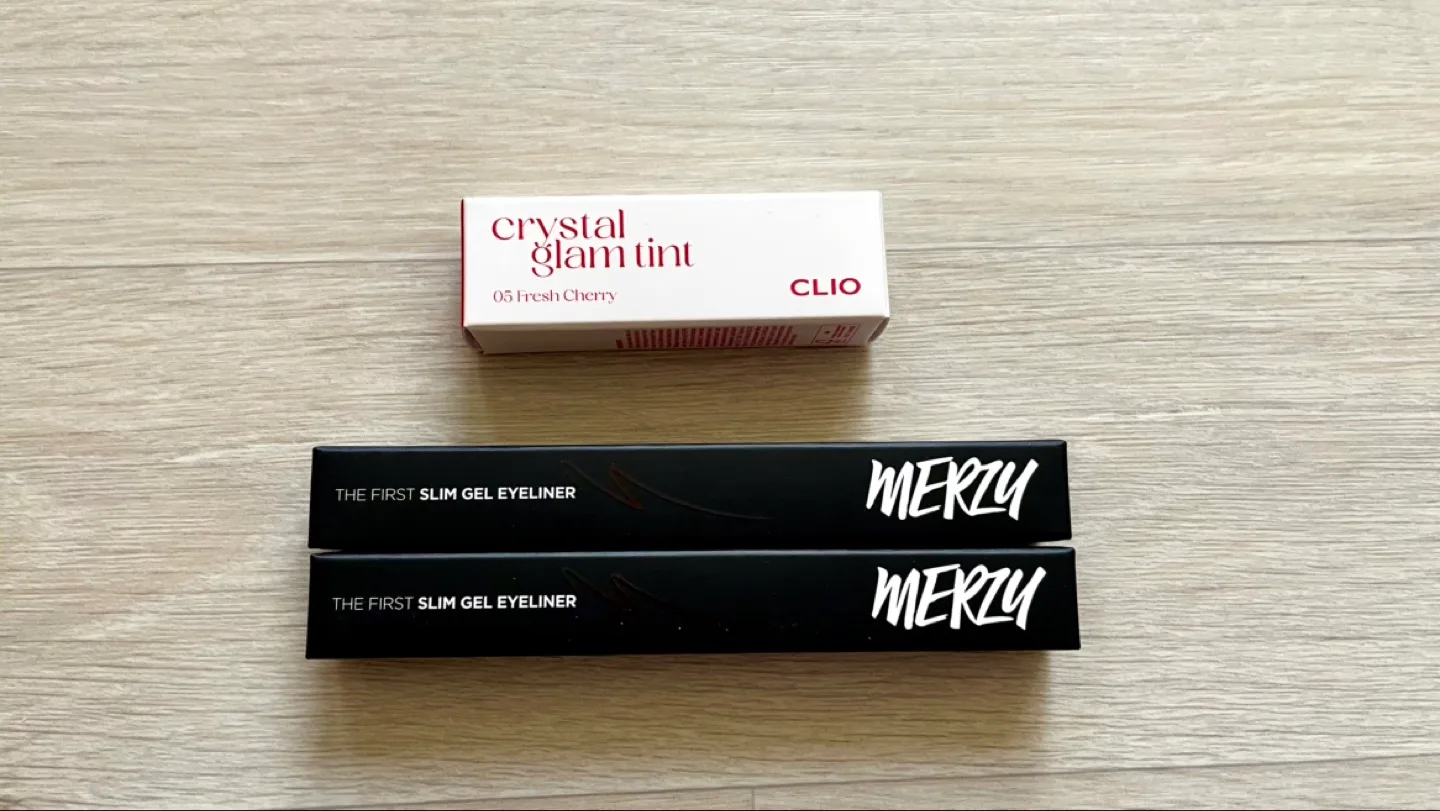 crystal
glam tint
05 Fresh Cherry
CLIO
THE FIRST SLIM GEL EYELINER
MERZY
THE FIRST SLIM GEL EYELINER
MERZY